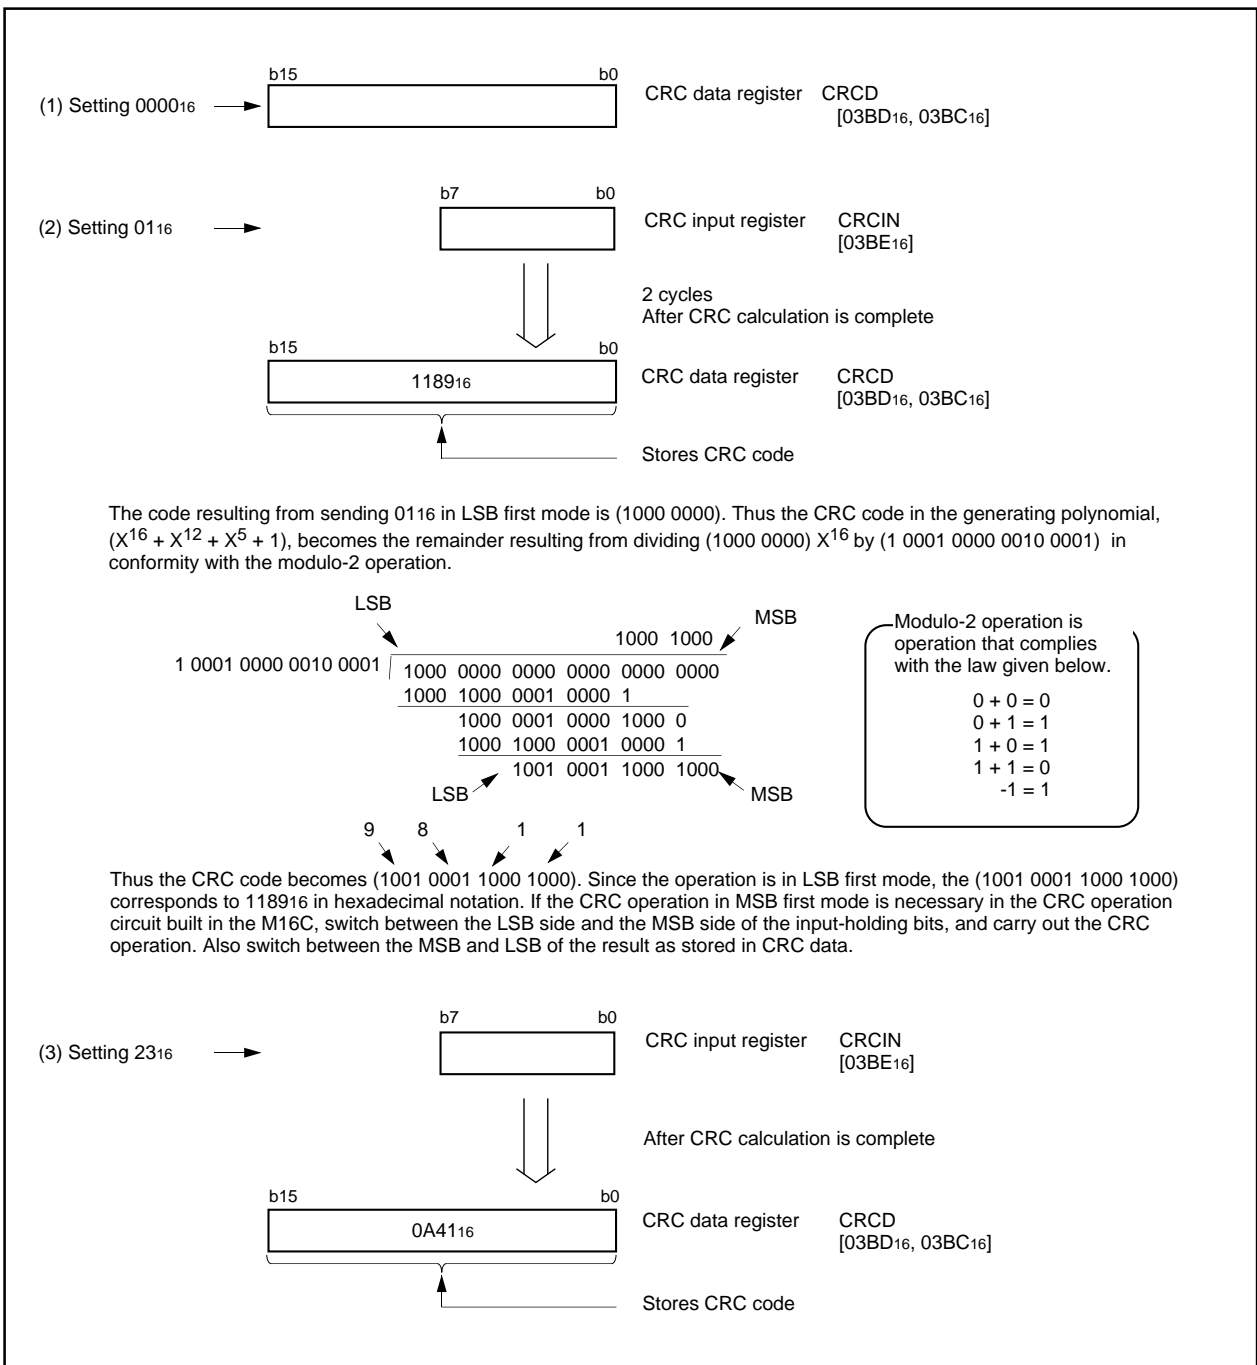 b15 b0
(1) Setting 0000₁₆
CRC data register CRCD
[03BD₁₆, 03BC₁₆]
b7 b0
(2) Setting 01₁₆
CRC input register CRCIN
[03BE₁₆]
2 cycles
After CRC calculation is complete
b15 b0
1189₁₆
CRC data register CRCD
[03BD₁₆, 03BC₁₆]
Stores CRC code
The code resulting from sending 01₁₆ in LSB first mode is (1000 0000). Thus the CRC code in the generating polynomial,
(X¹⁶ + X¹² + X⁵ + 1), becomes the remainder resulting from dividing (1000 0000) X¹⁶ by (1 0001 0000 0010 0001) in
conformity with the modulo-2 operation.
LSB
MSB
1000 1000
1 0001 0000 0010 0001
1000 0000 0000 0000 0000 0000
1000 1000 0001 0000 1
1000 0001 0000 1000 0
1000 1000 0001 0000 1
1001 0001 1000 1000
LSB MSB
Modulo-2 operation is
operation that complies
with the law given below.
0 + 0 = 0
0 + 1 = 1
1 + 0 = 1
1 + 1 = 0
-1 = 1
9 8 1 1
Thus the CRC code becomes (1001 0001 1000 1000). Since the operation is in LSB first mode, the (1001 0001 1000 1000)
corresponds to 1189₁₆ in hexadecimal notation. If the CRC operation in MSB first mode is necessary in the CRC operation
circuit built in the M16C, switch between the LSB side and the MSB side of the input-holding bits, and carry out the CRC
operation. Also switch between the MSB and LSB of the result as stored in CRC data.
b7 b0
(3) Setting 23₁₆
CRC input register CRCIN
[03BE₁₆]
After CRC calculation is complete
b15 b0
0A41₁₆
CRC data register CRCD
[03BD₁₆, 03BC₁₆]
Stores CRC code